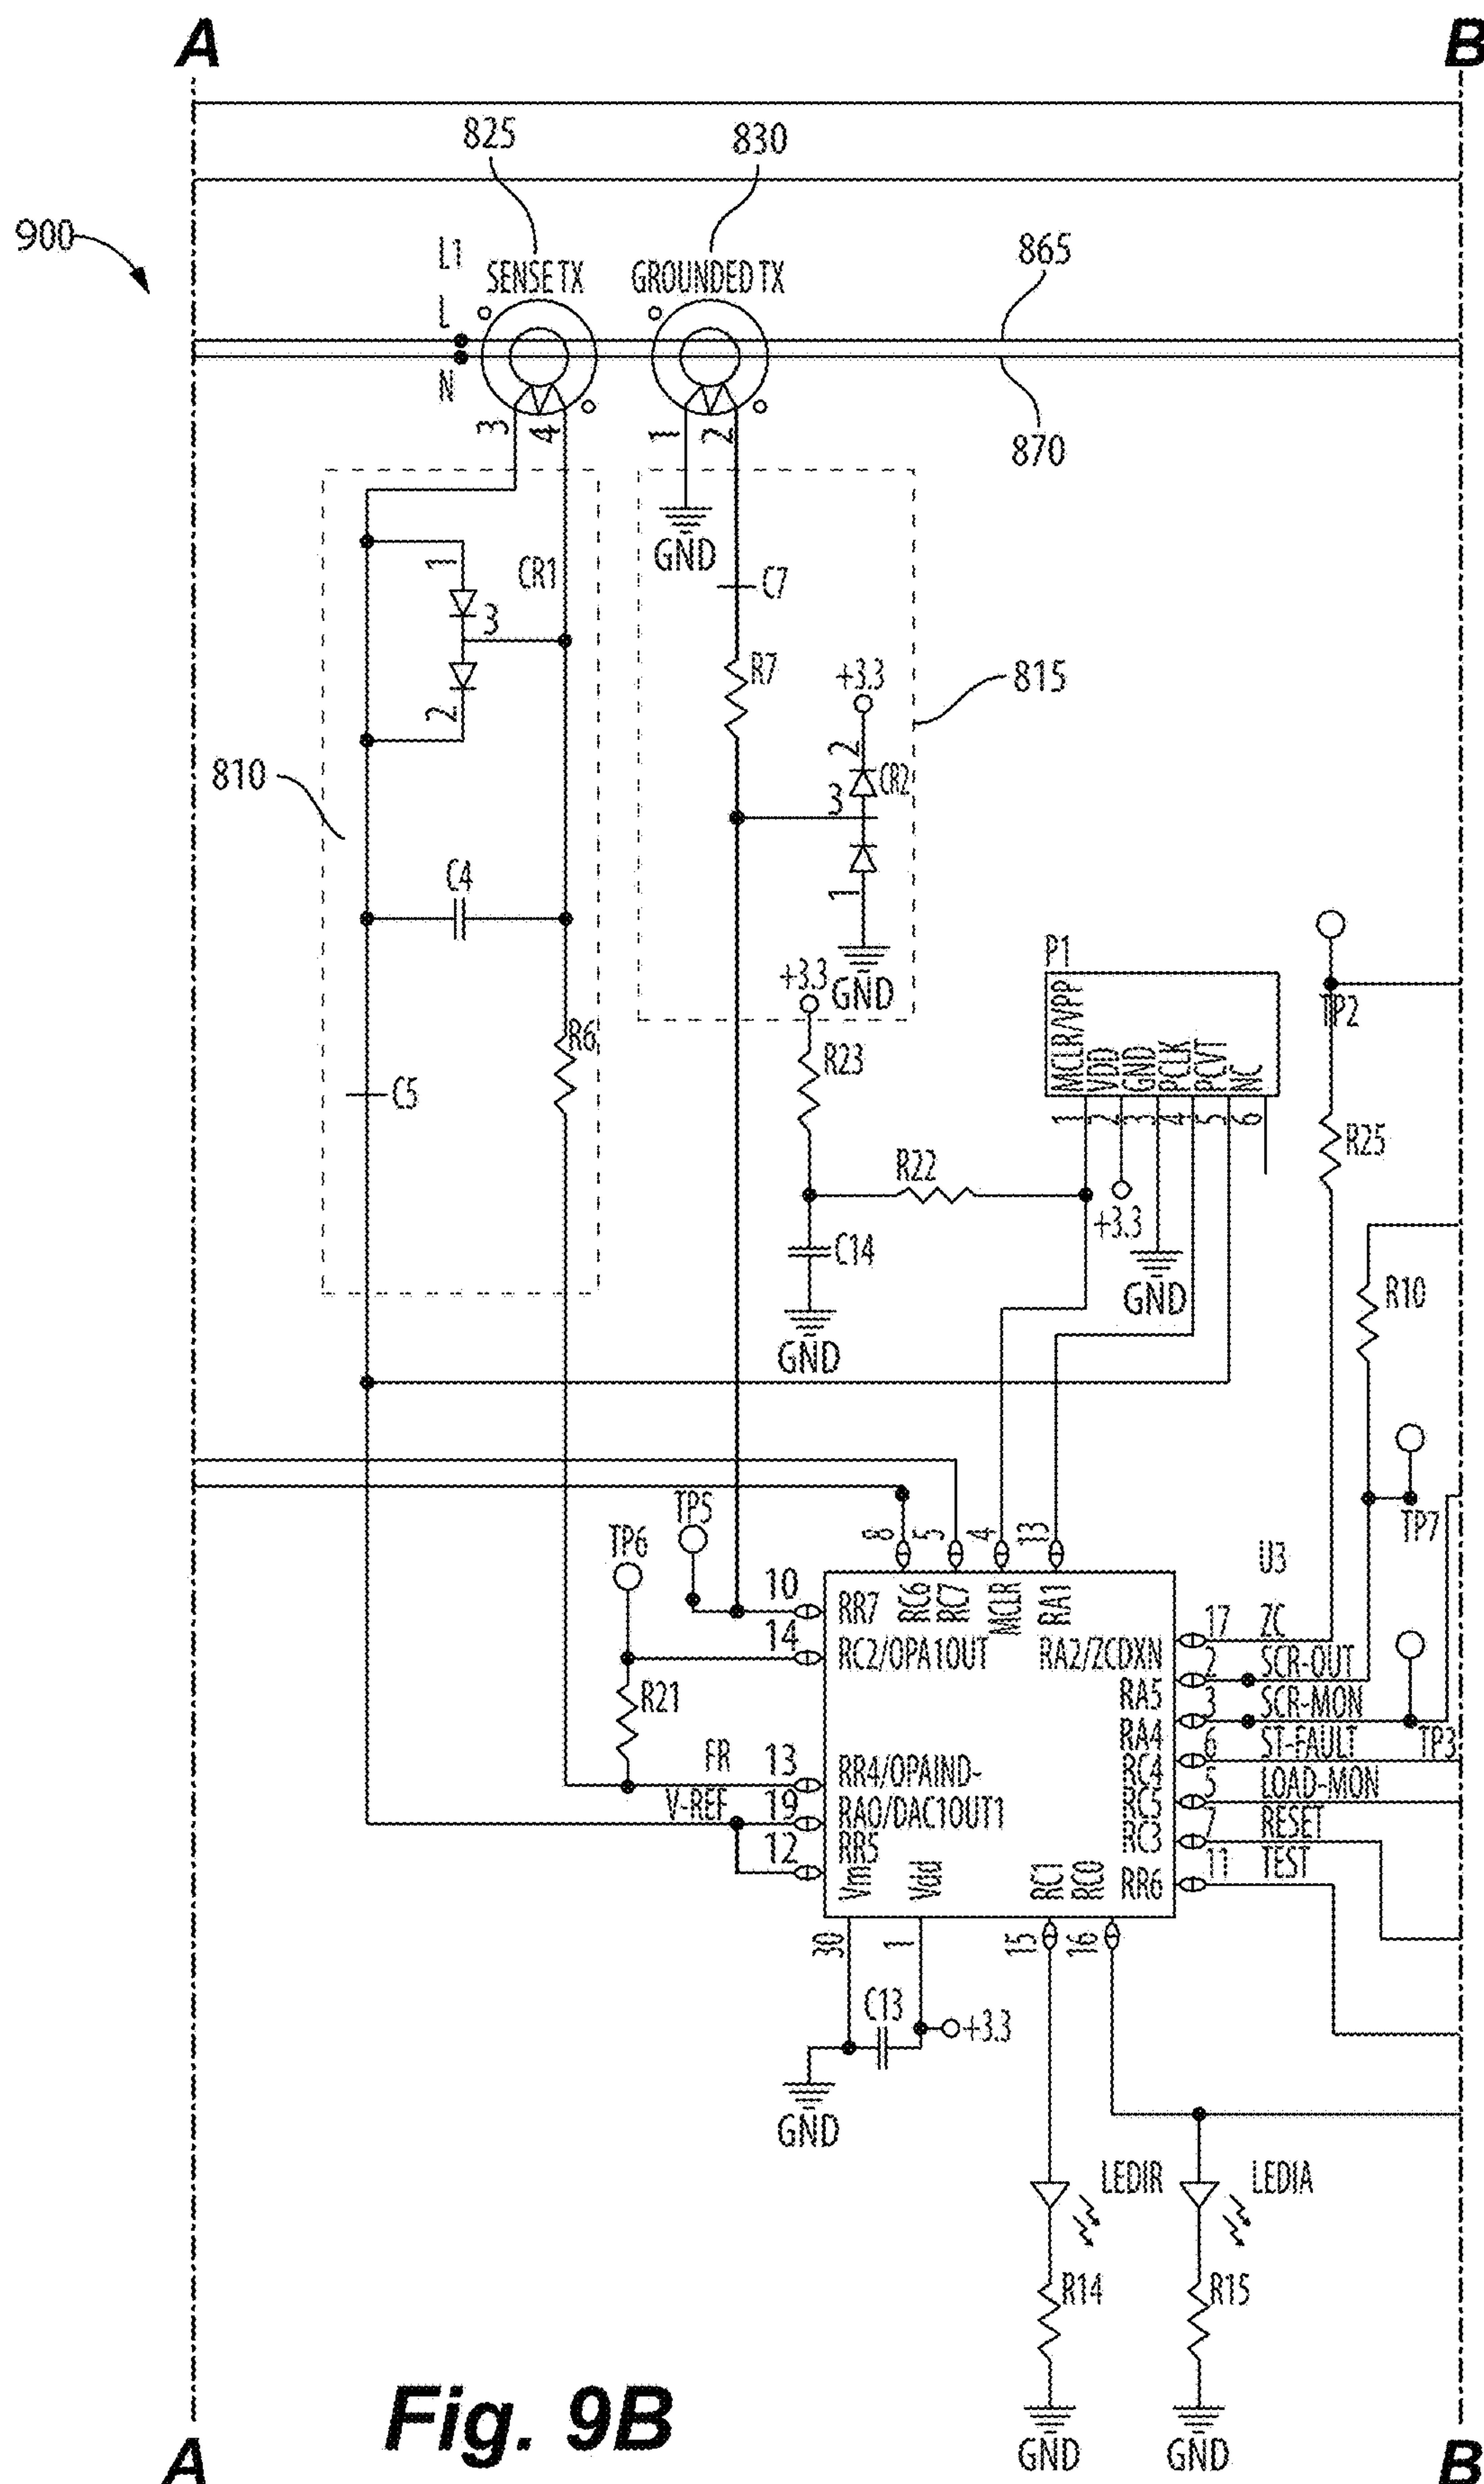 A B
825 830
900
L1 SENSE TX GROUNDED TX 865
L
N
3 4 1 2 870
GND
1 CR1 C7
3
R7 +3.3 815
2
2 CR2
810 3
C4 1
P1
+3.3 GND
MCLR/VPP VDD GND PCLK PCVT NC
TP2
R6 R23
C5
1 2 3 4 5 6
R25
R22
+3.3
C14
GND R10
GND
TP5 TP7
TP6 8 5 4 13
U3
10 RR7 RC6 RC7 MCLR RA1 17 ZC
14 RC2/OPA1OUT RA2/ZCDXN 2 SCR-OUT
R21 RA5 3 SCR-MON
RA4 6 ST-FAULT TP3
FR 13 RR4/OPAIND- RC4 5 LOAD-MON
V-REF 19 RA0/DAC1OUT1 RC5 7 RESET
12 RR5 RC3 11 TEST
Vm Vdd RC1 RC0 RR6
30 1 15 16
C13
+3.3
GND
LEDIR LEDIA
R14 R15
Fig. 9B
GND GND
A B